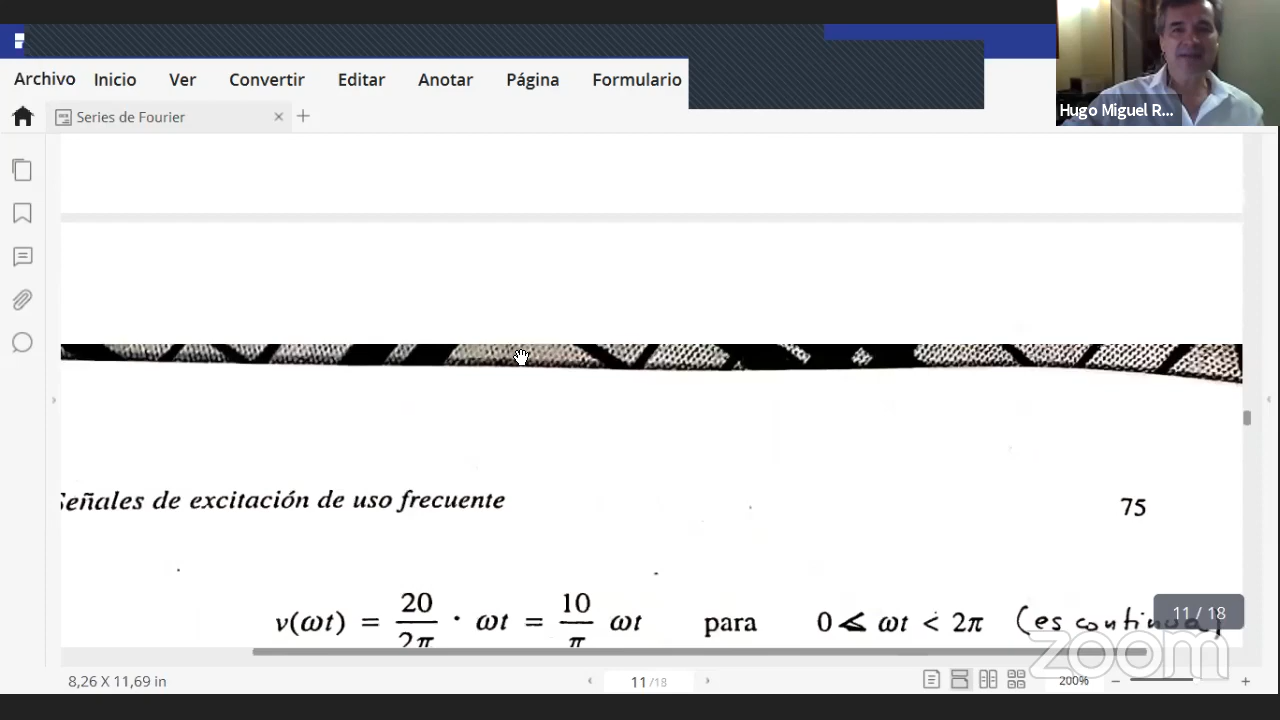 Archivo Inicio Ver Convertir Editar Anotar Página Formulario
Hugo Miguel R...
Series de Fourier
Señales de excitación de uso frecuente 75
v(ωt) = 20/2π · ωt = 10/π ωt para 0 ≤ ωt < 2π (es continua)
11 / 18
zoom
8,26 X 11,69 in 11 /18 200%